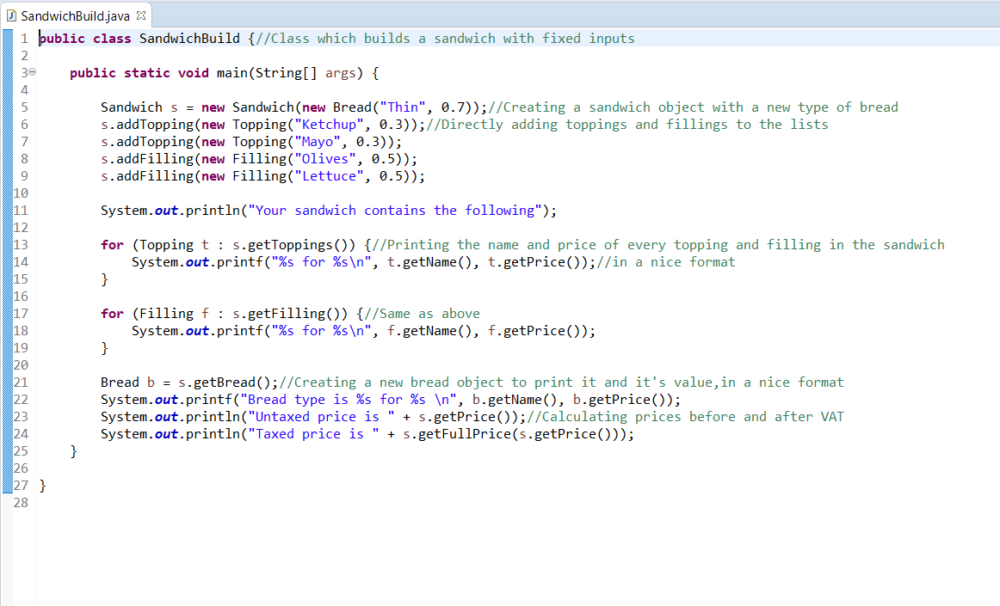 SandwichBuild.java
1 public class SandwichBuild {//Class which builds a sandwich with fixed inputs
2
3 public static void main(String[] args) {
4
5 Sandwich s = new Sandwich(new Bread("Thin", 0.7));//Creating a sandwich object with a new type of bread
6 s.addTopping(new Topping("Ketchup", 0.3));//Directly adding toppings and fillings to the lists
7 s.addTopping(new Topping("Mayo", 0.3));
8 s.addFilling(new Filling("Olives", 0.5));
9 s.addFilling(new Filling("Lettuce", 0.5));
10
11 System.out.println("Your sandwich contains the following");
12
13 for (Topping t : s.getToppings()) {//Printing the name and price of every topping and filling in the sandwich
14 System.out.printf("%s for %s\n", t.getName(), t.getPrice());//in a nice format
15 }
16
17 for (Filling f : s.getFilling()) {//Same as above
18 System.out.printf("%s for %s\n", f.getName(), f.getPrice());
19 }
20
21 Bread b = s.getBread();//Creating a new bread object to print it and it's value,in a nice format
22 System.out.printf("Bread type is %s for %s \n", b.getName(), b.getPrice());
23 System.out.println("Untaxed price is " + s.getPrice());//Calculating prices before and after VAT
24 System.out.println("Taxed price is " + s.getFullPrice(s.getPrice()));
25 }
26
27 }
28